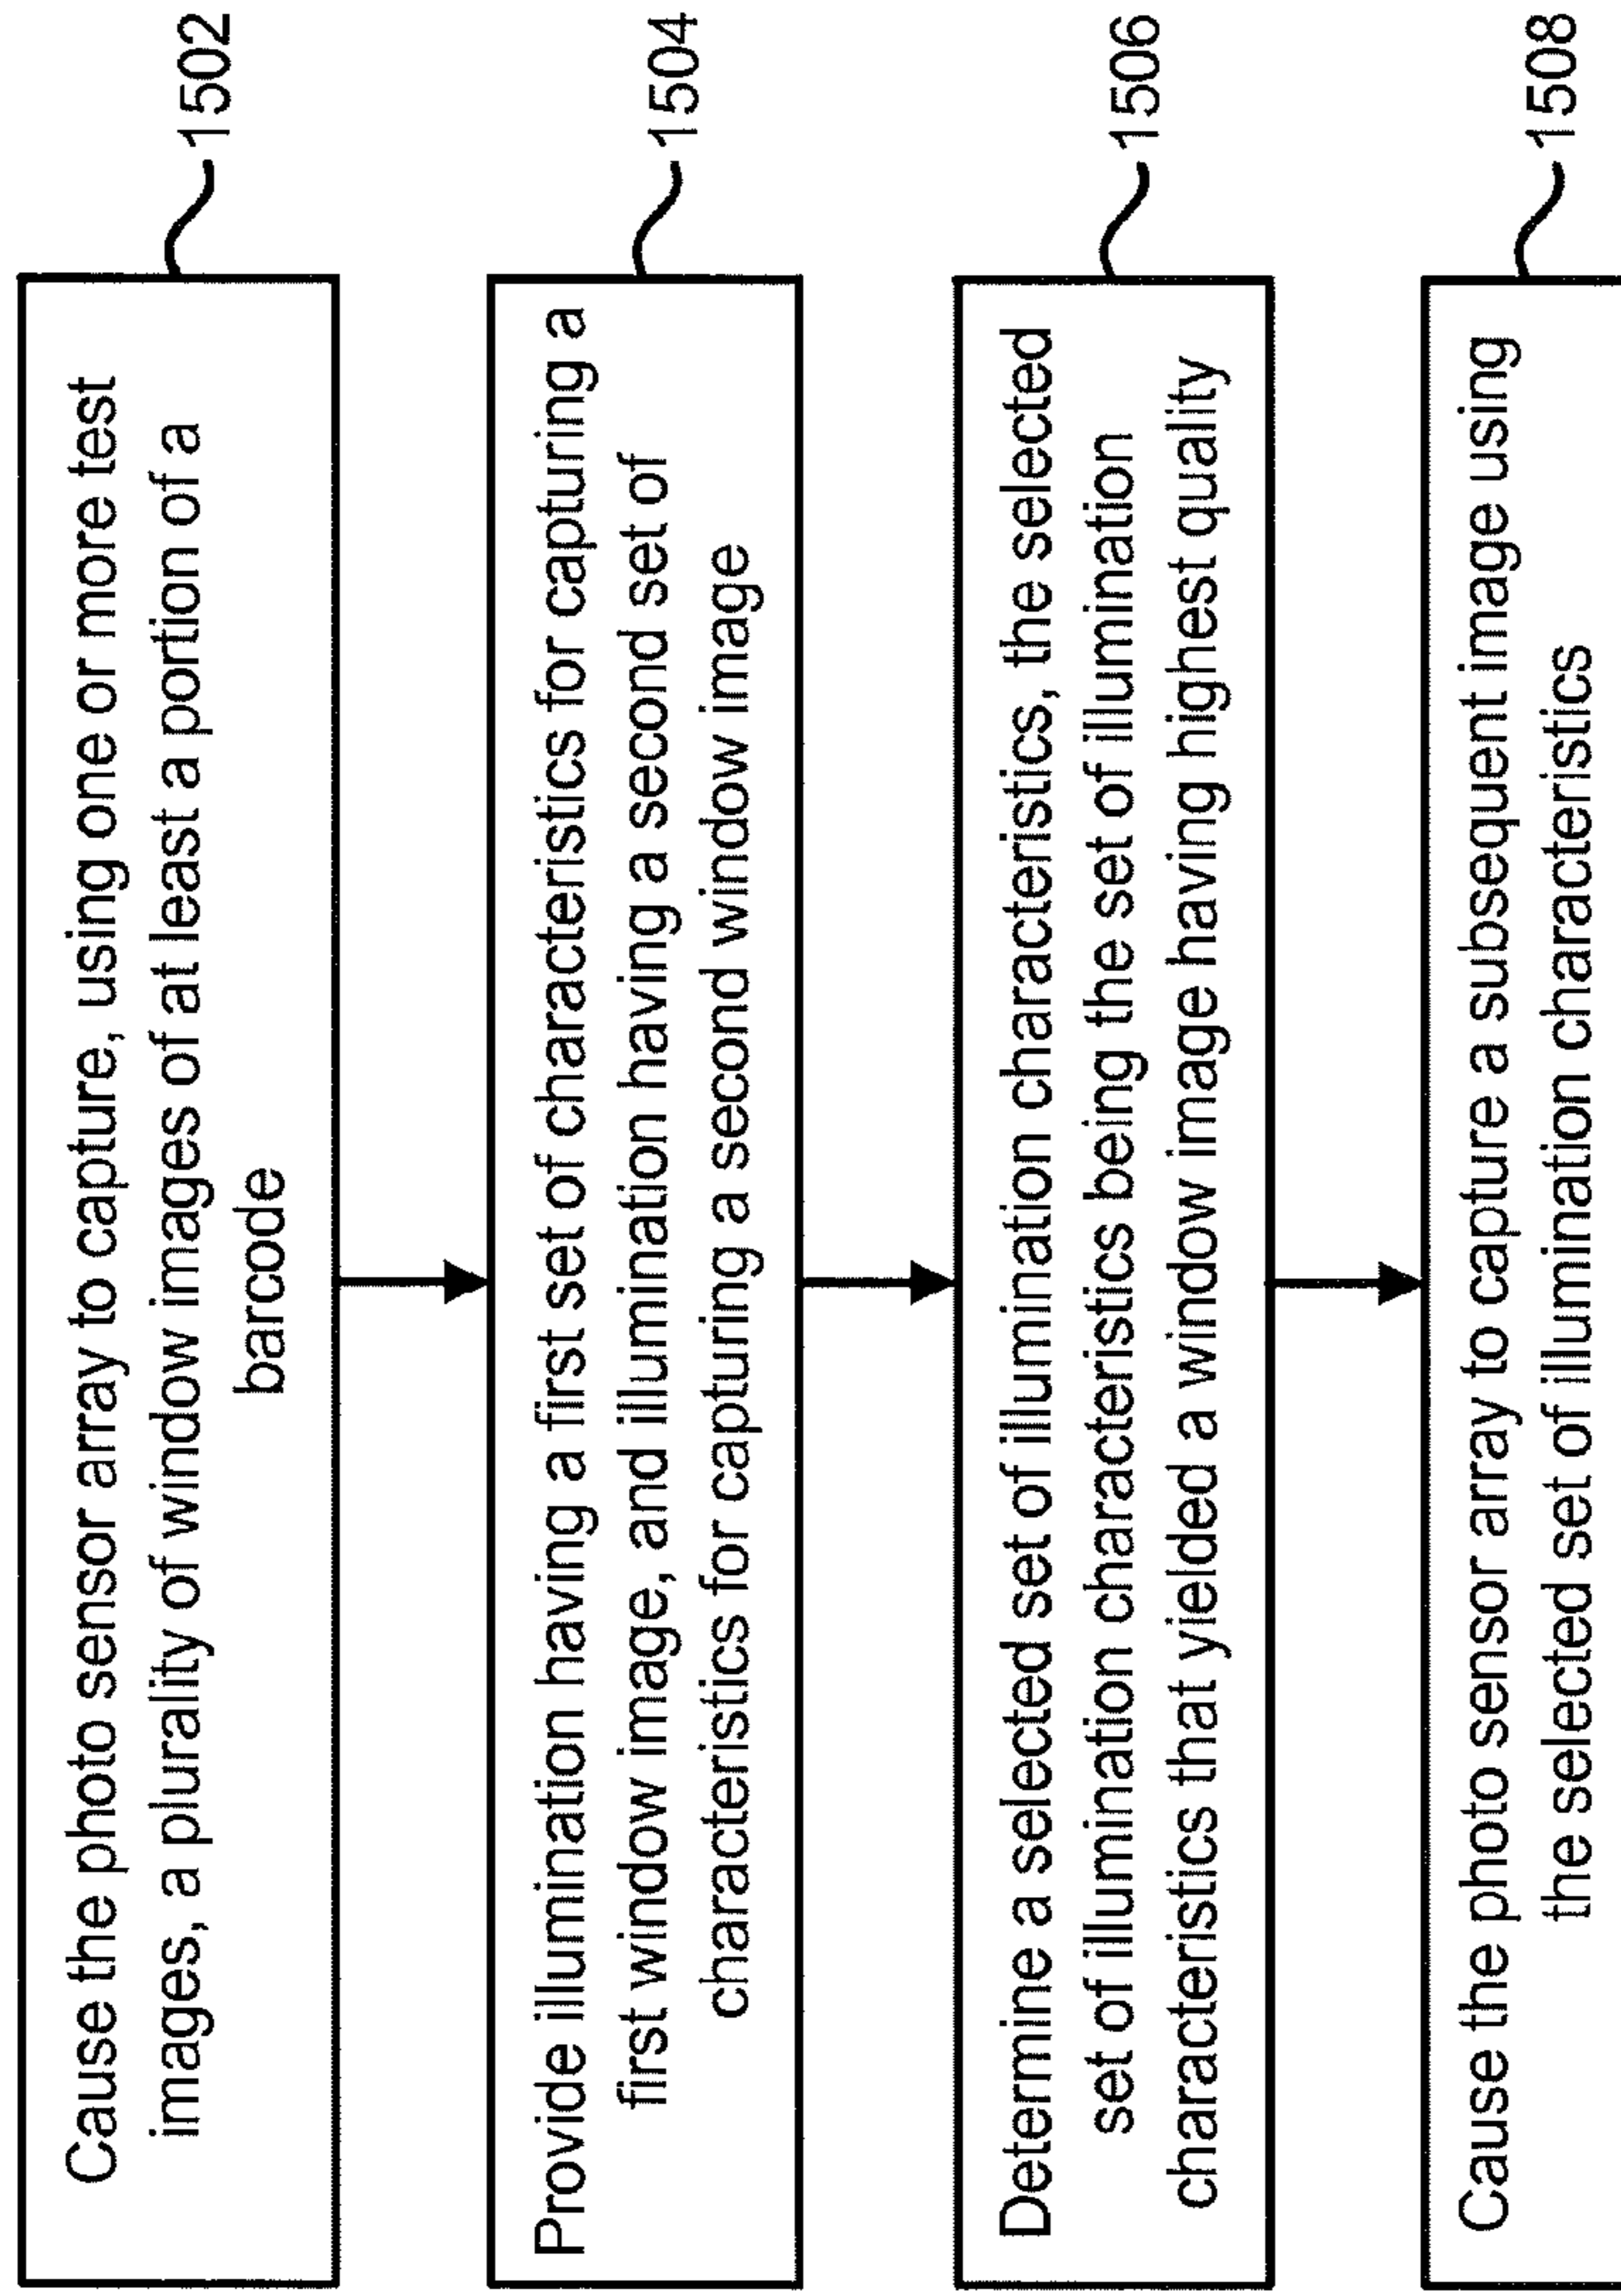 Cause the photo sensor array to capture, using one or more test
images, a plurality of window images of at least a portion of a
barcode
1502
Provide illumination having a first set of characteristics for capturing a
first window image, and illumination having a second set of
characteristics for capturing a second window image
1504
Determine a selected set of illumination characteristics, the selected
set of illumination characteristics being the set of illumination
characteristics that yielded a window image having highest quality
1506
Cause the photo sensor array to capture a subsequent image using
the selected set of illumination characteristics
1508